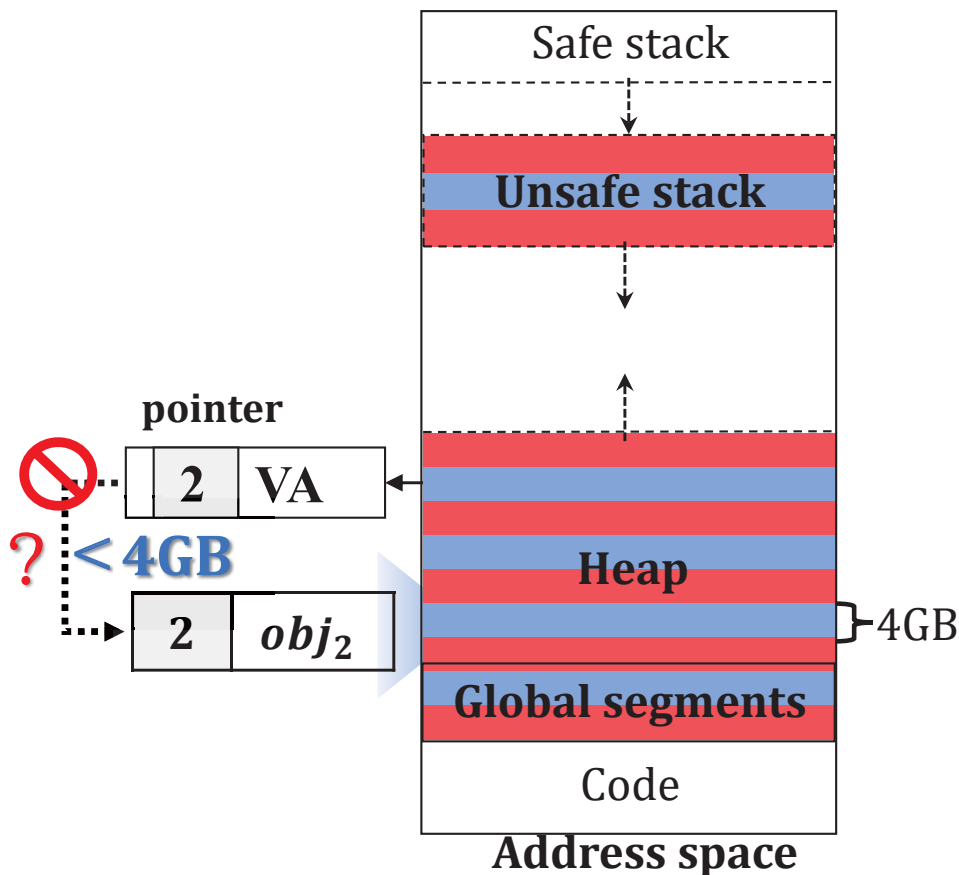 Safe stack
Unsafe stack
pointer
2 VA
? < 4GB
Heap
2 obj₂
4GB
Global segments
Code
Address space